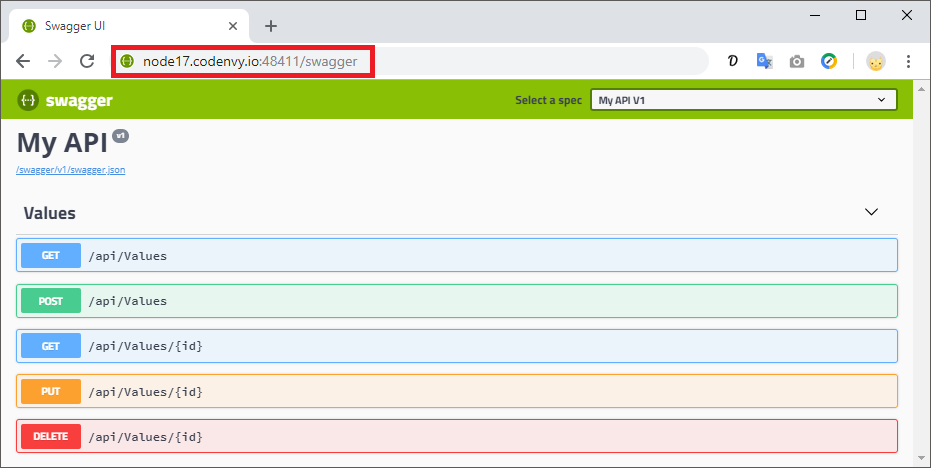 Swagger UI
node17.codenvy.io:48411/swagger
swagger
Select a spec
My API V1
My API v1
/swagger/v1/swagger.json
Values
GET /api/Values
POST /api/Values
GET /api/Values/{id}
PUT /api/Values/{id}
DELETE /api/Values/{id}